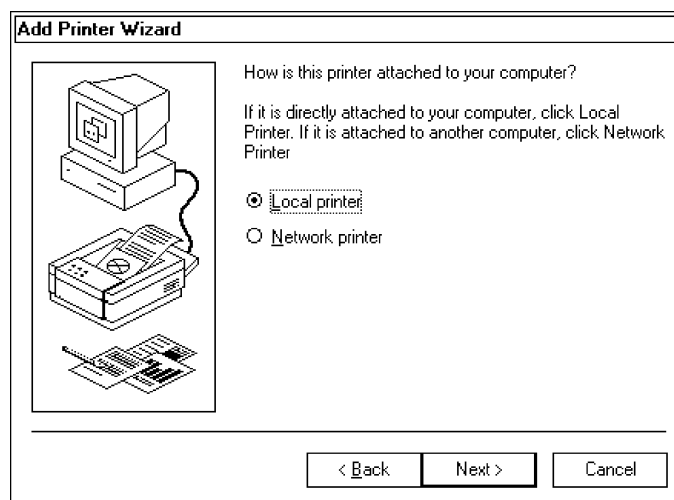 Add Printer Wizard
How is this printer attached to your computer?
If it is directly attached to your computer, click Local
Printer. If it is attached to another computer, click Network
Printer
Local printer
Network printer
< Back Next > Cancel